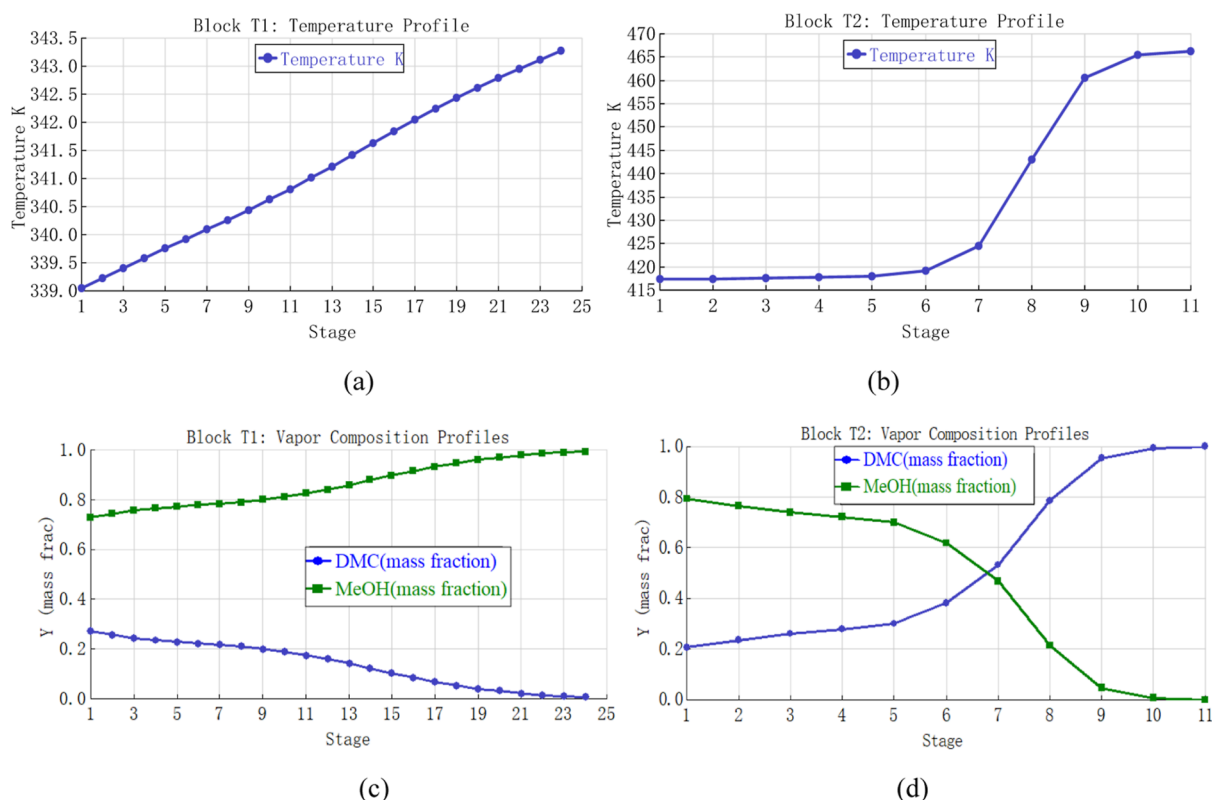 Block T1: Temperature Profile
Temperature K
343.5
343.0
342.5
342.0
341.5
341.0
340.5
340.0
339.5
339.0
Temperature K
1 3 5 7 9 11 13 15 17 19 21 23 25
Stage
(a)
Block T2: Temperature Profile
Temperature K
470
465
460
455
450
445
440
435
430
425
420
415
Temperature K
1 2 3 4 5 6 7 8 9 10 11
Stage
(b)
Block T1: Vapor Composition Profiles
1.0
0.8
0.6
0.4
0.2
0.0
Y (mass frac)
DMC(mass fraction)
MeOH(mass fraction)
1 3 5 7 9 11 13 15 17 19 21 23 25
Stage
(c)
Block T2: Vapor Composition Profiles
DMC(mass fraction)
MeOH(mass fraction)
1.0
0.8
0.6
0.4
0.2
0.0
Y (mass frac)
1 2 3 4 5 6 7 8 9 10 11
Stage
(d)